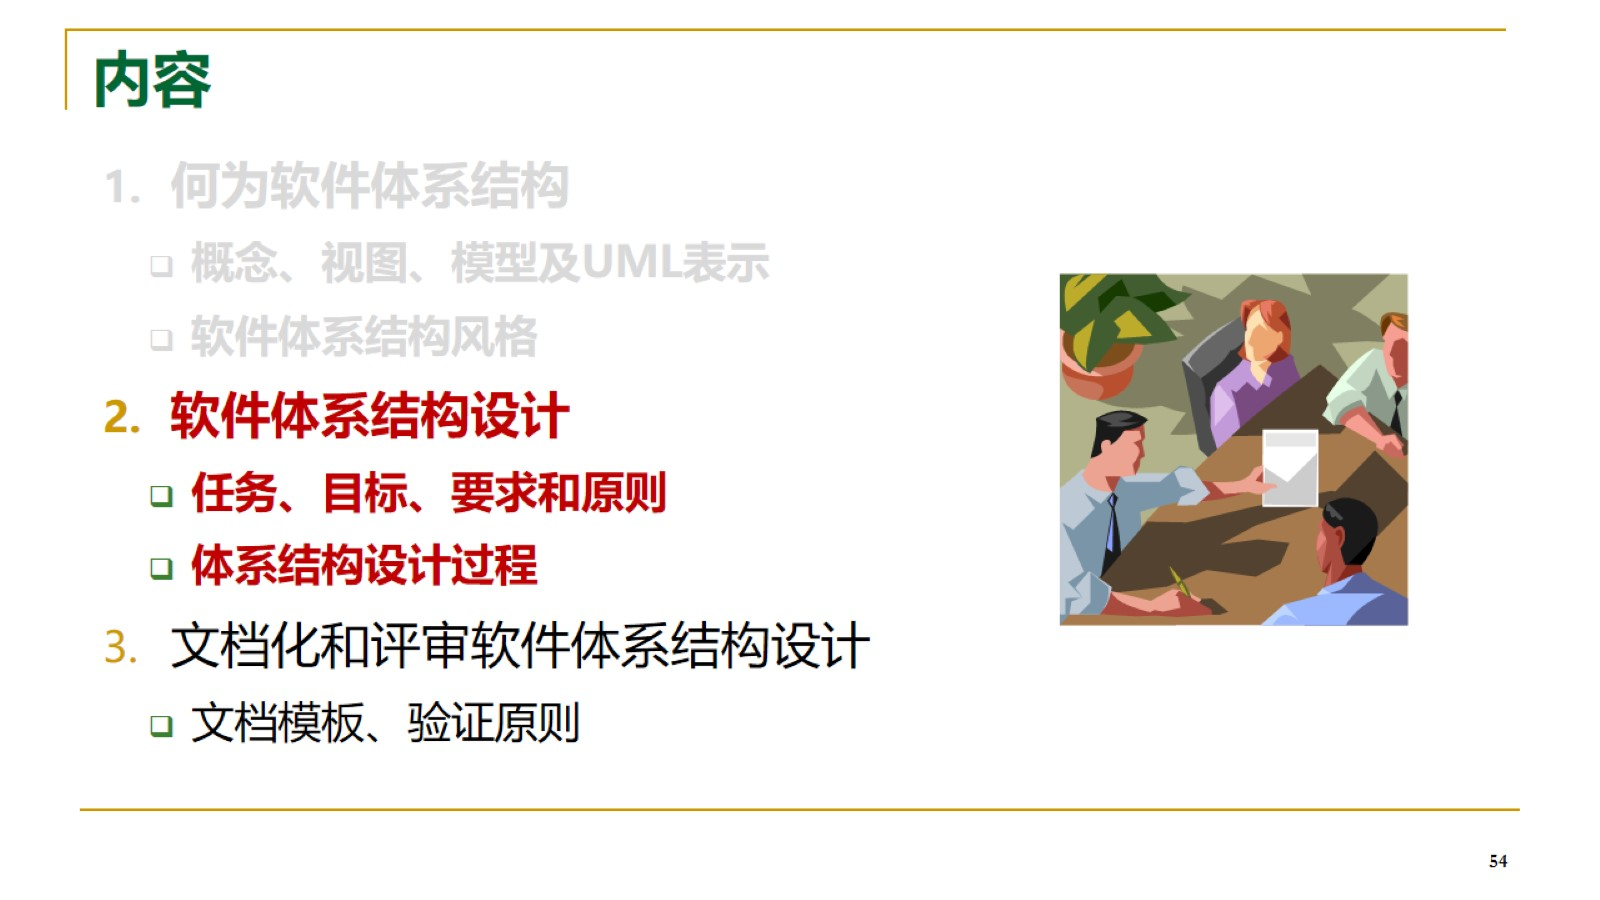 内容
1. 何为软件体系结构
❑ 概念、视图、模型及UML表示
❑ 软件体系结构风格
2. 软件体系结构设计
❑ 任务、目标、要求和原则
❑ 体系结构设计过程
3. 文档化和评审软件体系结构设计
❑ 文档模板、验证原则
54